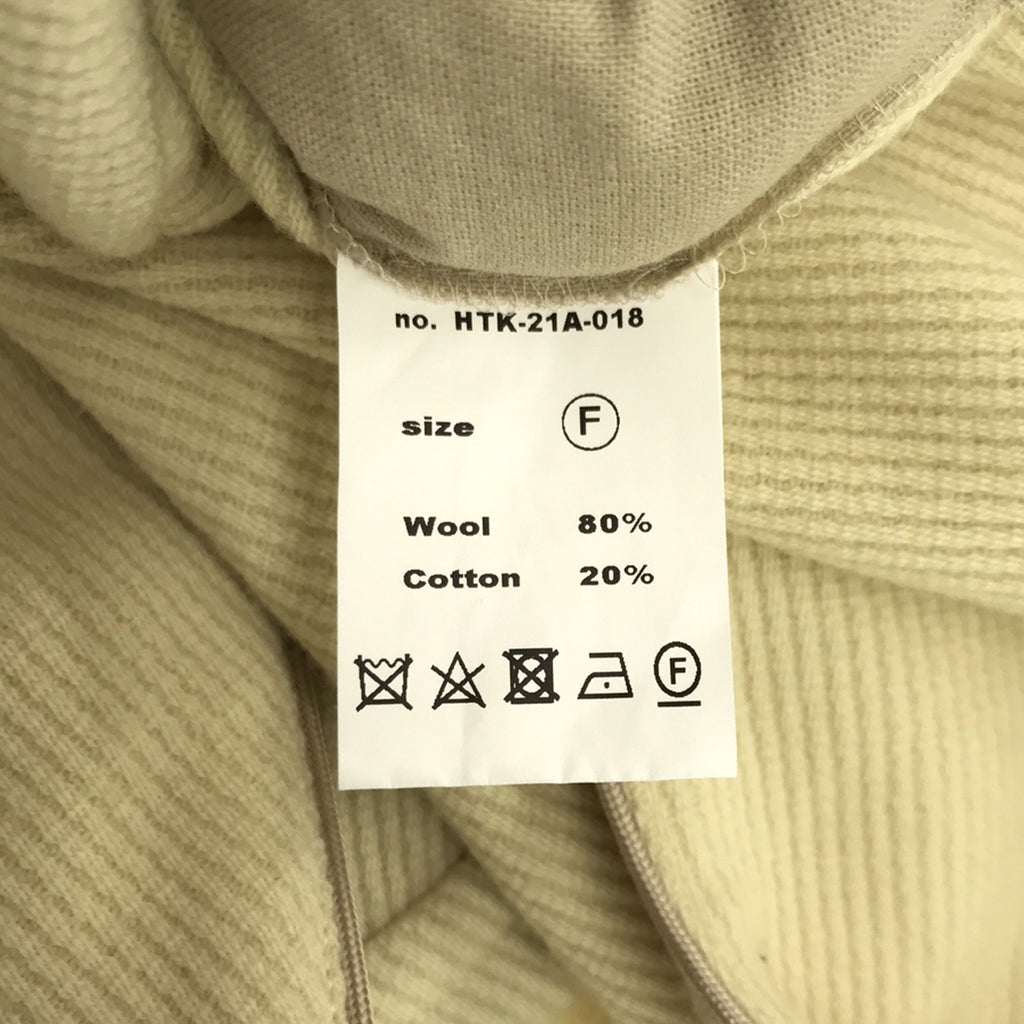 no. HTK-21A-018
size F
Wool 80%
Cotton 20%
F